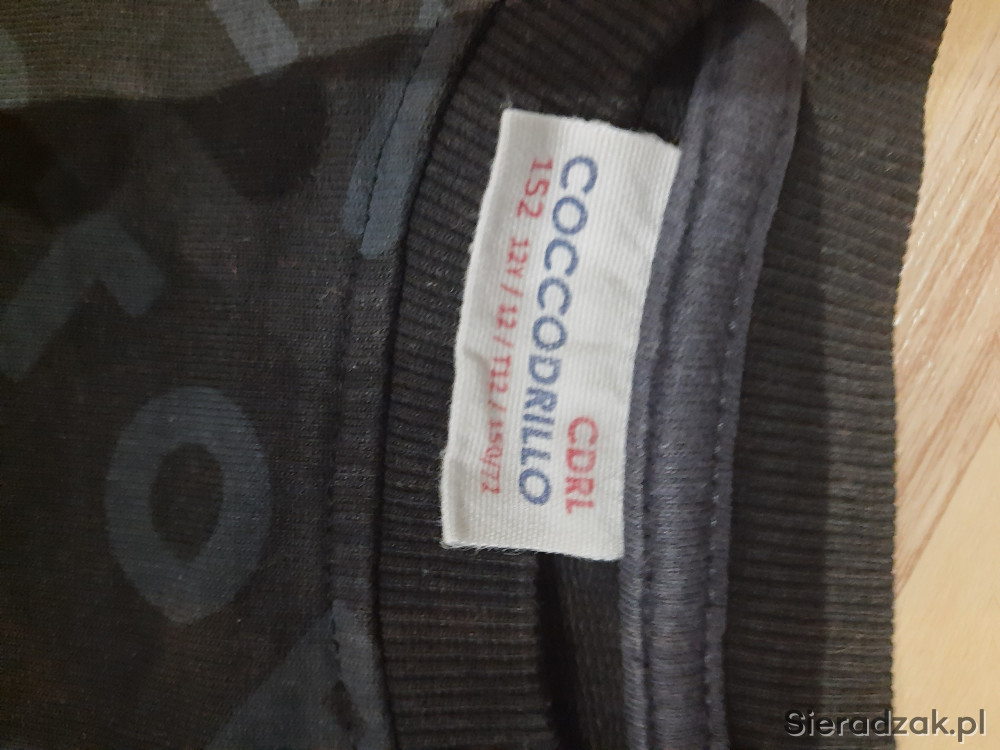 CDRL
COCCODRILLO
152 12Y / 12 / T12 / 150/72
Sieradzak.pl